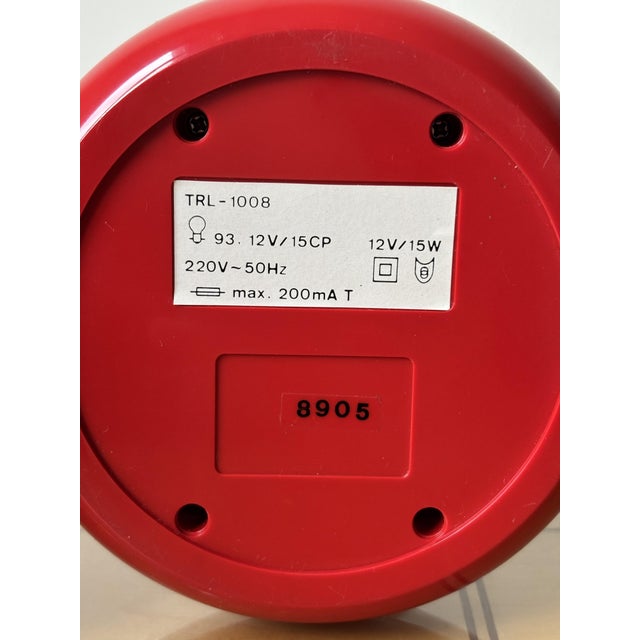 TRL-1008
93. 12V/15CP 12V/15W
220V~50Hz
max. 200mA T
8905